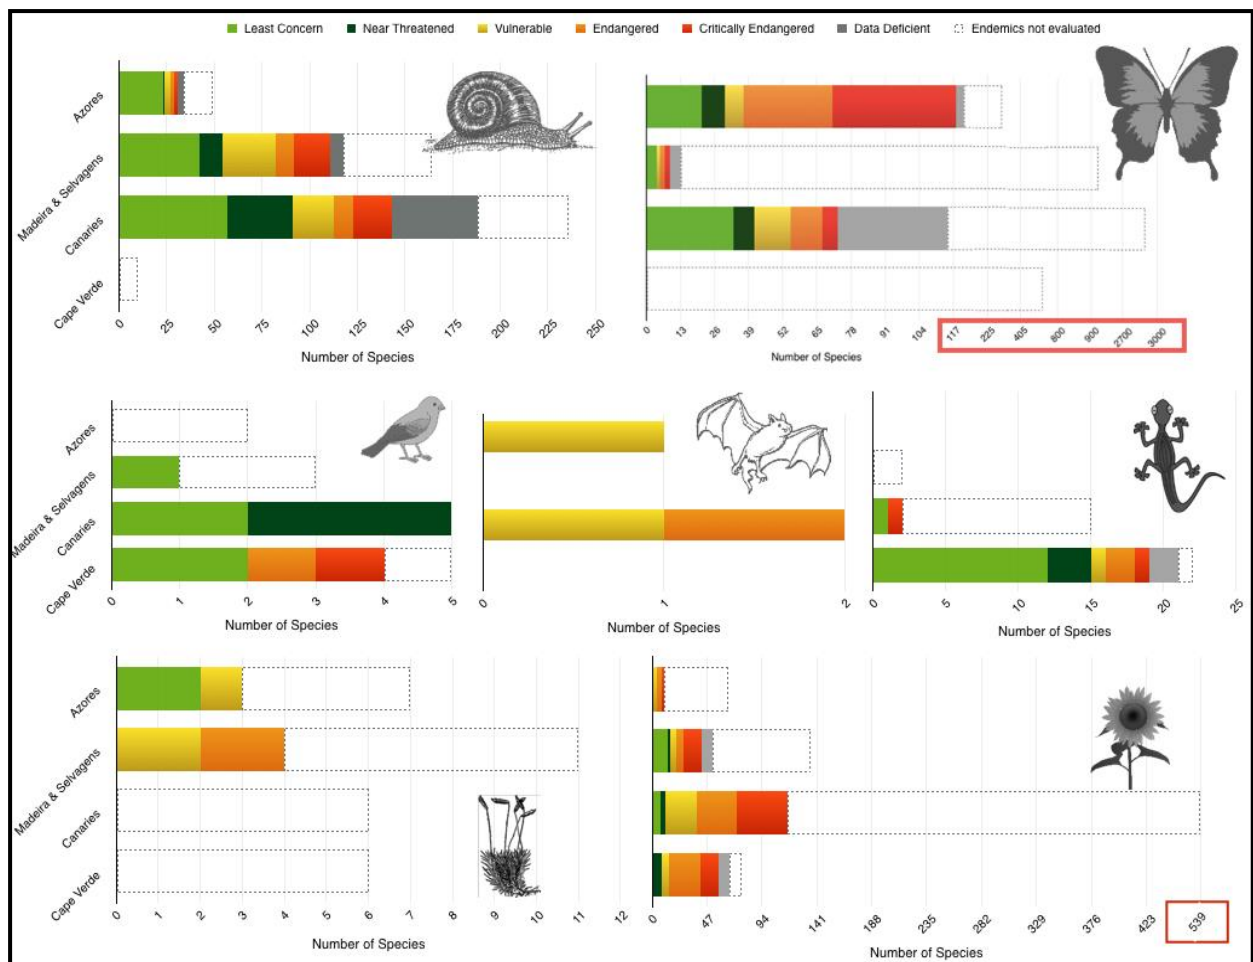 Least Concern Near Threatened Vulnerable Endangered Critically Endangered Data Deficient Endemics not evaluated
Azores
Madeira & Selvagens
Canaries
Cape Verde
0 25 50 75 100 125 150 175 200 225 250
Number of Species
0 13 26 39 52 65 78 91 104 117 225 405 800 900 2700 3000
Number of Species
Azores
Madeira & Selvagens
Canaries
Cape Verde
0 1 2 3 4 5
Number of Species
0 1 2
Number of Species
0 5 10 15 20 25
Number of Species
Azores
Madeira & Selvagens
Canaries
Cape Verde
0 1 2 3 4 5 6 7 8 9 10 11 12
Number of Species
0 47 94 141 188 235 282 329 376 423 539
Number of Species